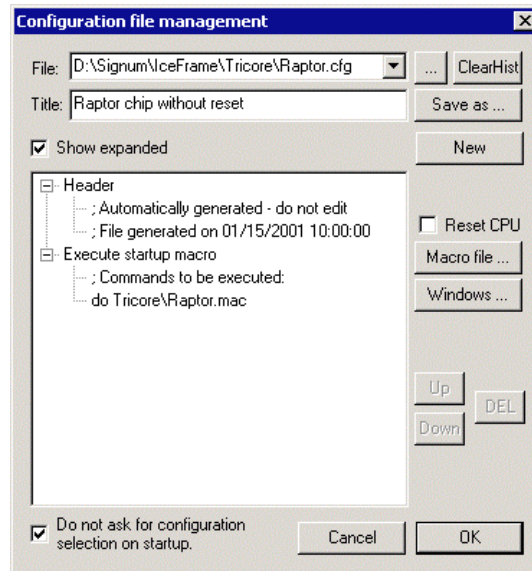 Configuration file management
File: D:\Signum\IceFrame\Tricore\Raptor.cfg ... ClearHist
Title: Raptor chip without reset Save as ...
Show expanded New
Header
; Automatically generated - do not edit
; File generated on 01/15/2001 10:00:00
Reset CPU
Execute startup macro
Macro file ...
; Commands to be executed:
do Tricore\Raptor.mac
Windows ...
Up
DEL
Down
Do not ask for configuration
selection on startup.
Cancel OK